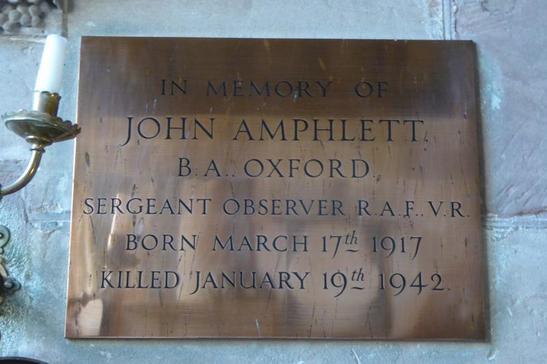 IN MEMORY OF
JOHN AMPHLETT.
B.A., OXFORD.
SERGEANT OBSERVER R.A.F.V.R.
BORN MARCH 17th 1917
KILLED JANUARY 19th 1942.